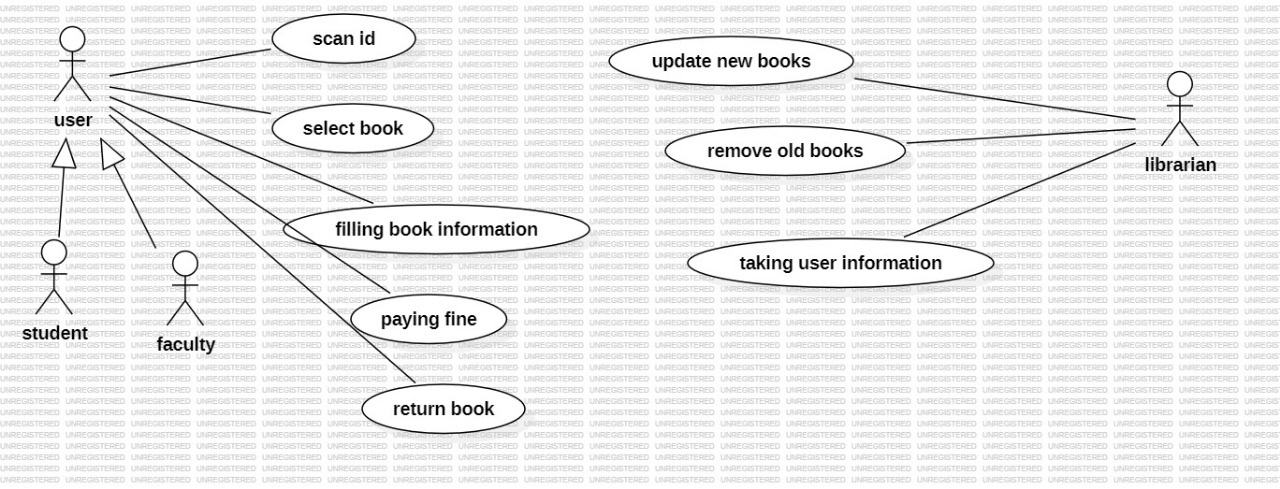 scan id
update new books
user
select book
remove old books
librarian
filling book information
taking user information
student
faculty
paying fine
return book
UNREGISTERED